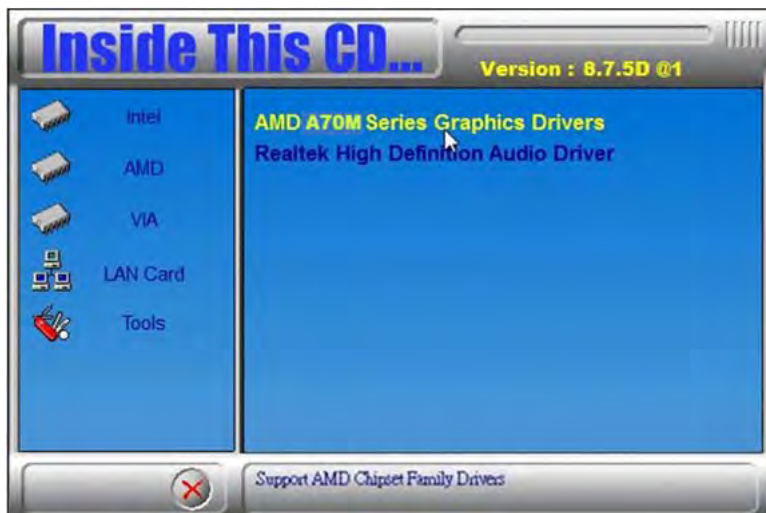 Inside This CD...
Version : 8.7.5D @1
Intel
AMD
VIA
LAN Card
Tools
AMD A70M Series Graphics Drivers
Realtek High Definition Audio Driver
Support AMD Chipset Family Drivers